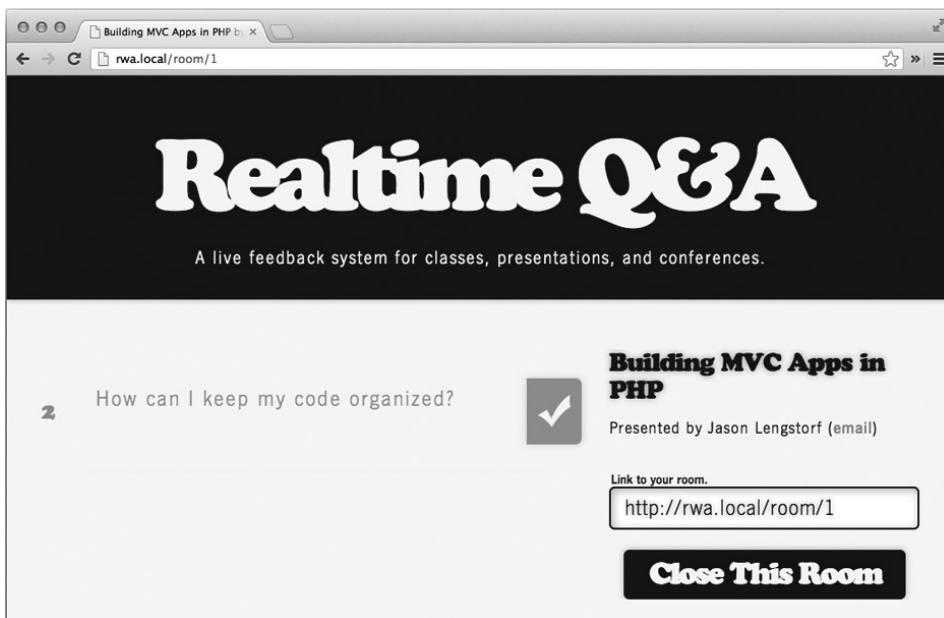 Building MVC Apps in PHP by
rwa.local/room/1
Realtime Q&A
A live feedback system for classes, presentations, and conferences.
2
How can I keep my code organized?
Building MVC Apps in
PHP
Presented by Jason Lengstorf (email)
Link to your room.
http://rwa.local/room/1
Close This Room